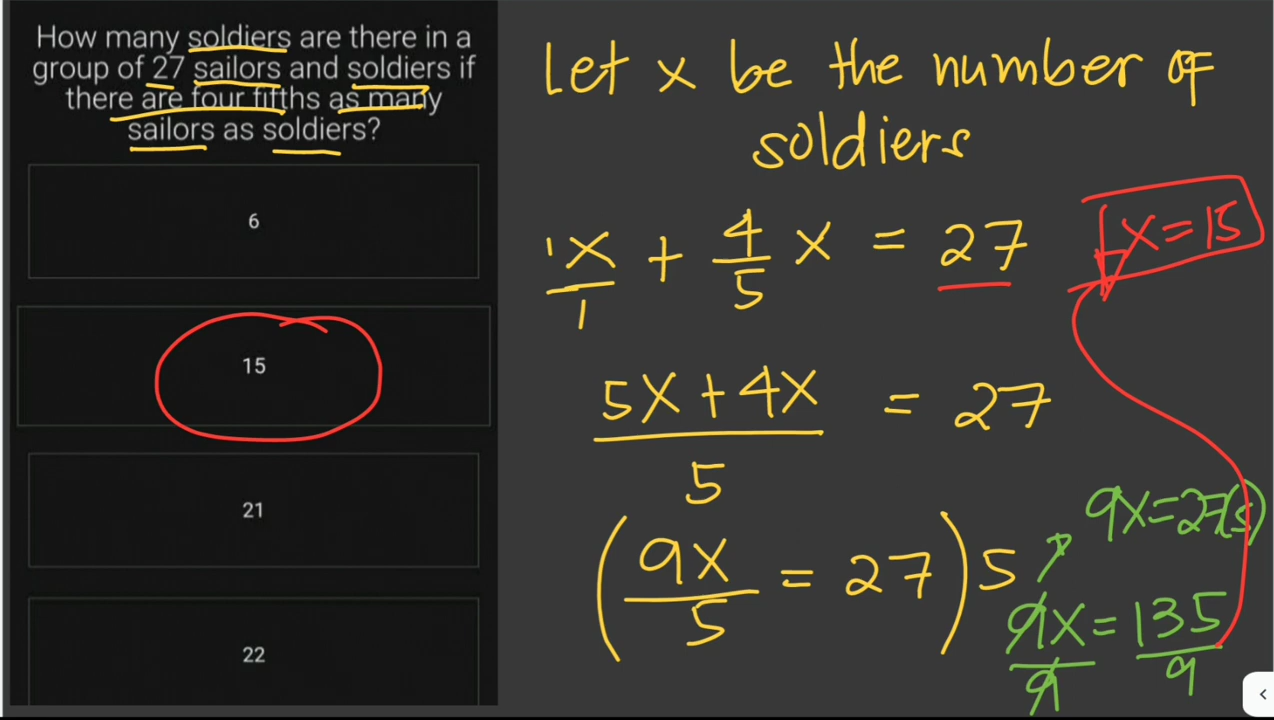 How many soldiers are there in a
group of 27 sailors and soldiers if
there are four fifths as many
sailors as soldiers?
6
15
21
22
Let x be the number of
soldiers
1x/1 + 4/5 x = 27
x = 15
5x + 4x / 5 = 27
(9x/5 = 27) 5
9x = 27(5)
9x/9 = 135/9
<